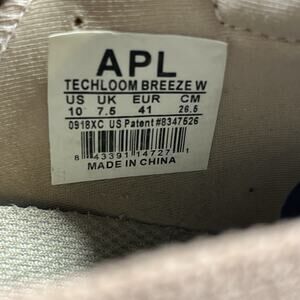 APL
TECHLOOM BREEZE W
US UK EUR CM
10 7.5 41 26.5
0918XC US Patent #8347526
8 43391 14727 1
MADE IN CHINA